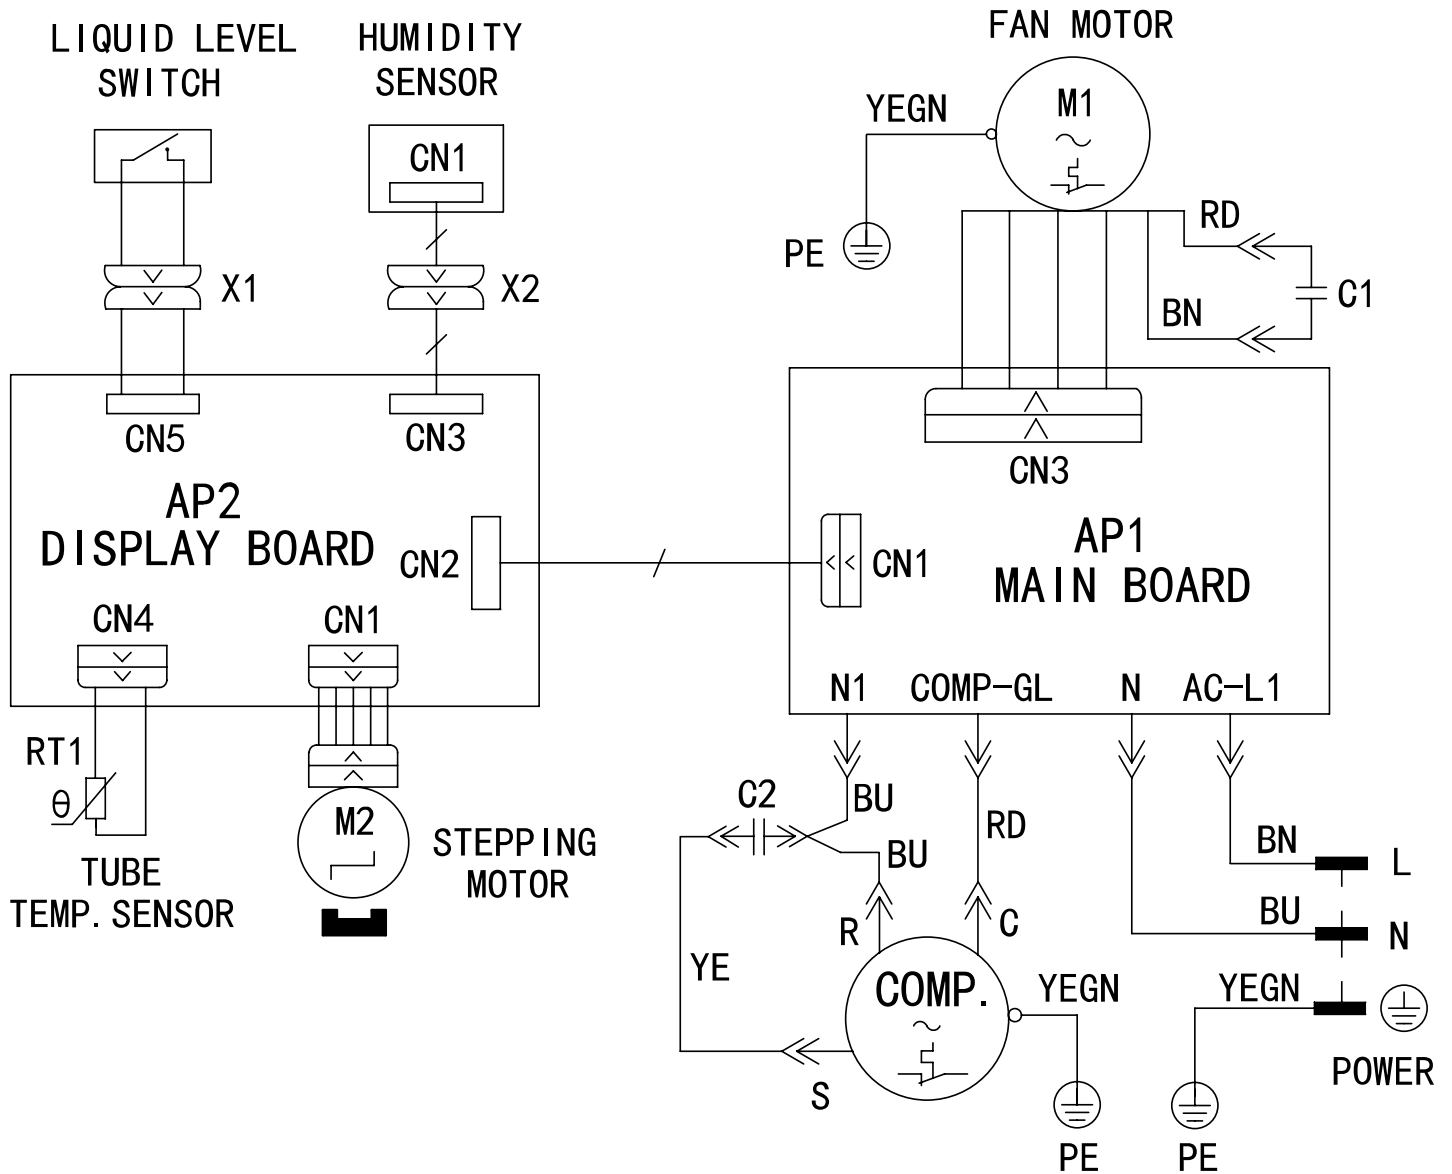 LIQUID LEVEL
SWITCH
HUMIDITY
SENSOR
FAN MOTOR
M1
YEGN
PE
RD
C1
BN
CN1
X1
X2
CN5
CN3
CN3
AP2
DISPLAY BOARD
CN2
CN1
AP1
MAIN BOARD
CN4
CN1
N1
COMP-GL
N
AC-L1
RT1
θ
M2
TUBE
TEMP. SENSOR
STEPPING
MOTOR
C2
BU
BU
RD
BN
L
BU
N
R
C
YE
COMP.
YEGN
YEGN
POWER
S
PE
PE